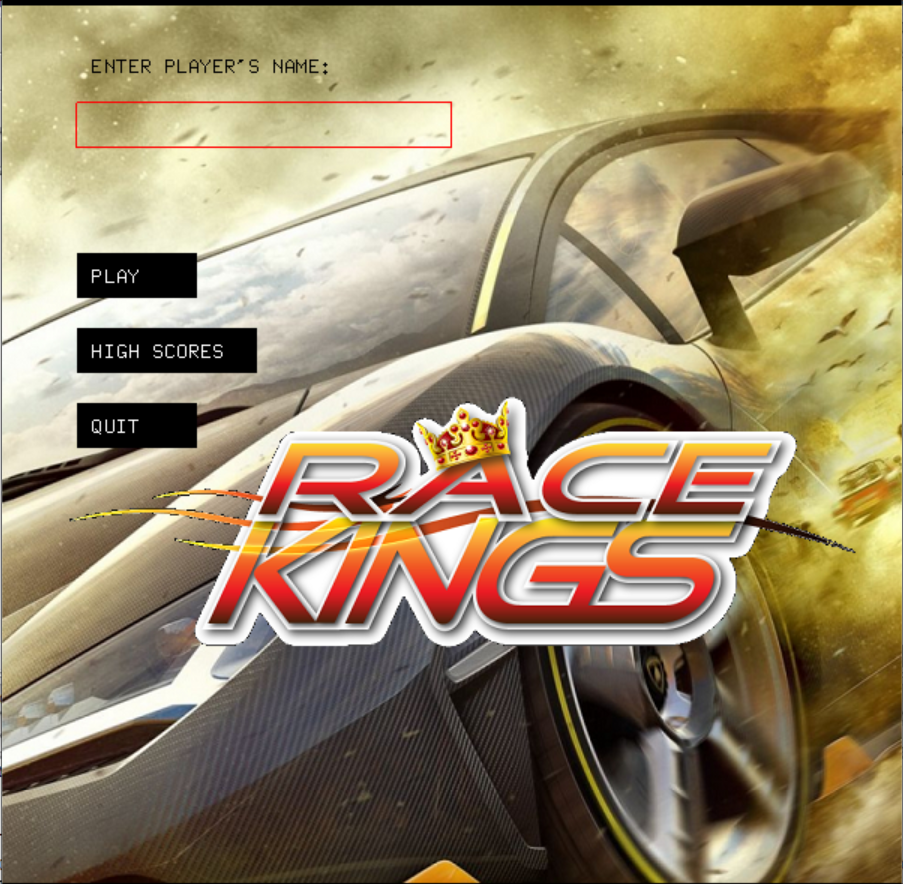 ENTER PLAYER'S NAME:
PLAY
HIGH SCORES
QUIT
RACE
KINGS